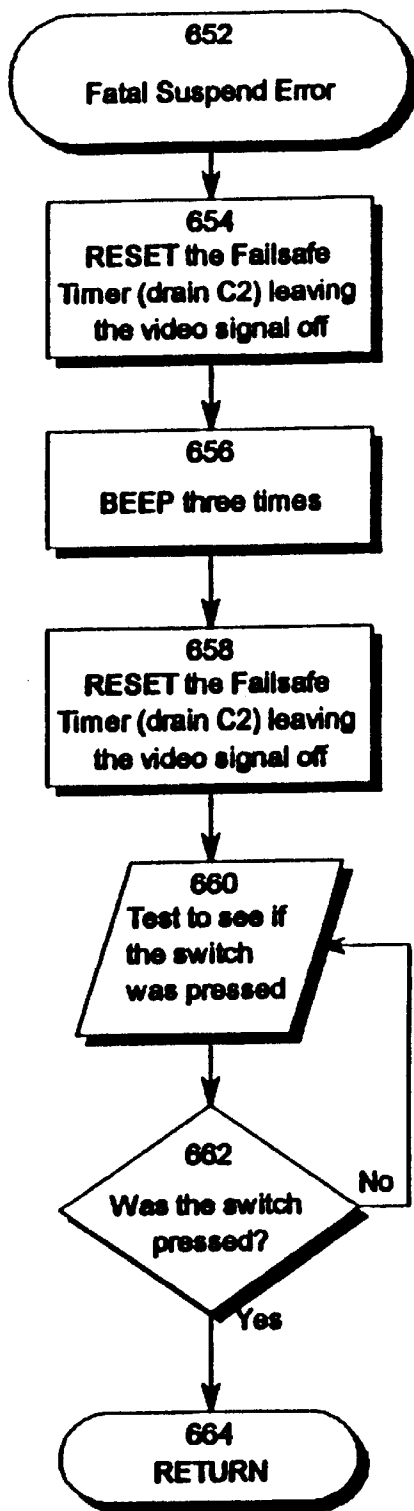 652
Fatal Suspend Error
654
RESET the Failsafe
Timer (drain C2) leaving
the video signal off
656
BEEP three times
658
RESET the Failsafe
Timer (drain C2) leaving
the video signal off
660
Test to see if
the switch
was pressed
662
Was the switch
pressed?
No
Yes
664
RETURN